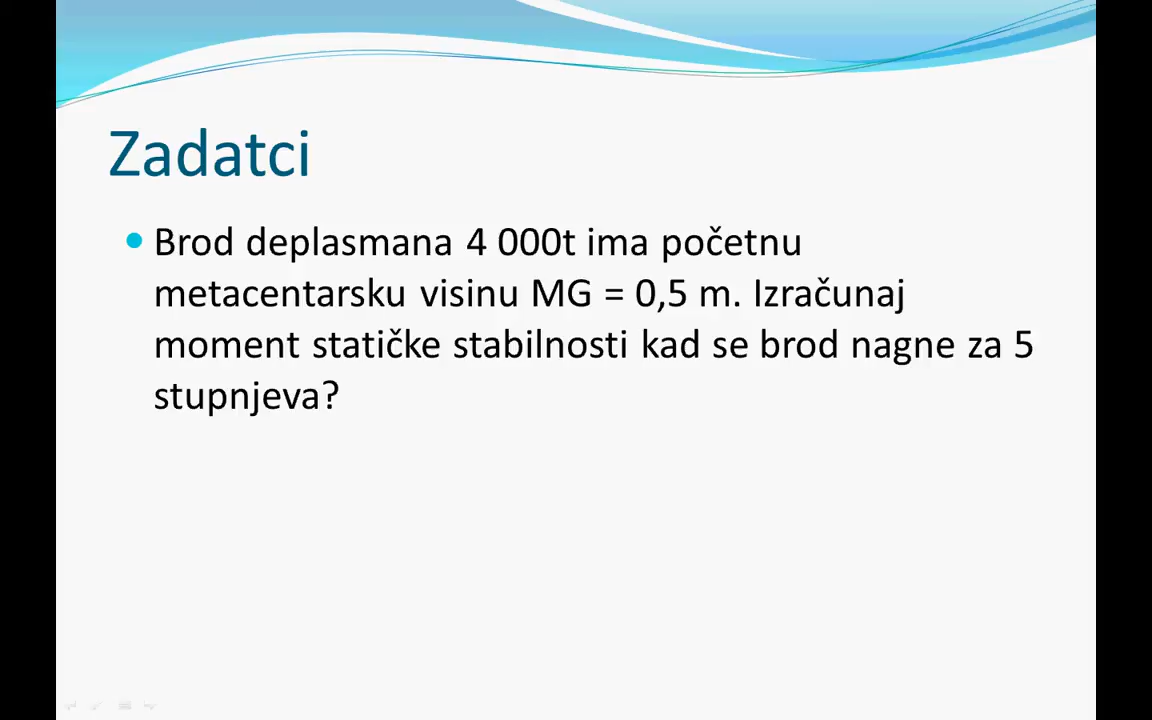 Zadatci
Brod deplasmana 4 000t ima početnu
metacentarsku visinu MG = 0,5 m. Izračunaj
moment statičke stabilnosti kad se brod nagne za 5
stupnjeva?